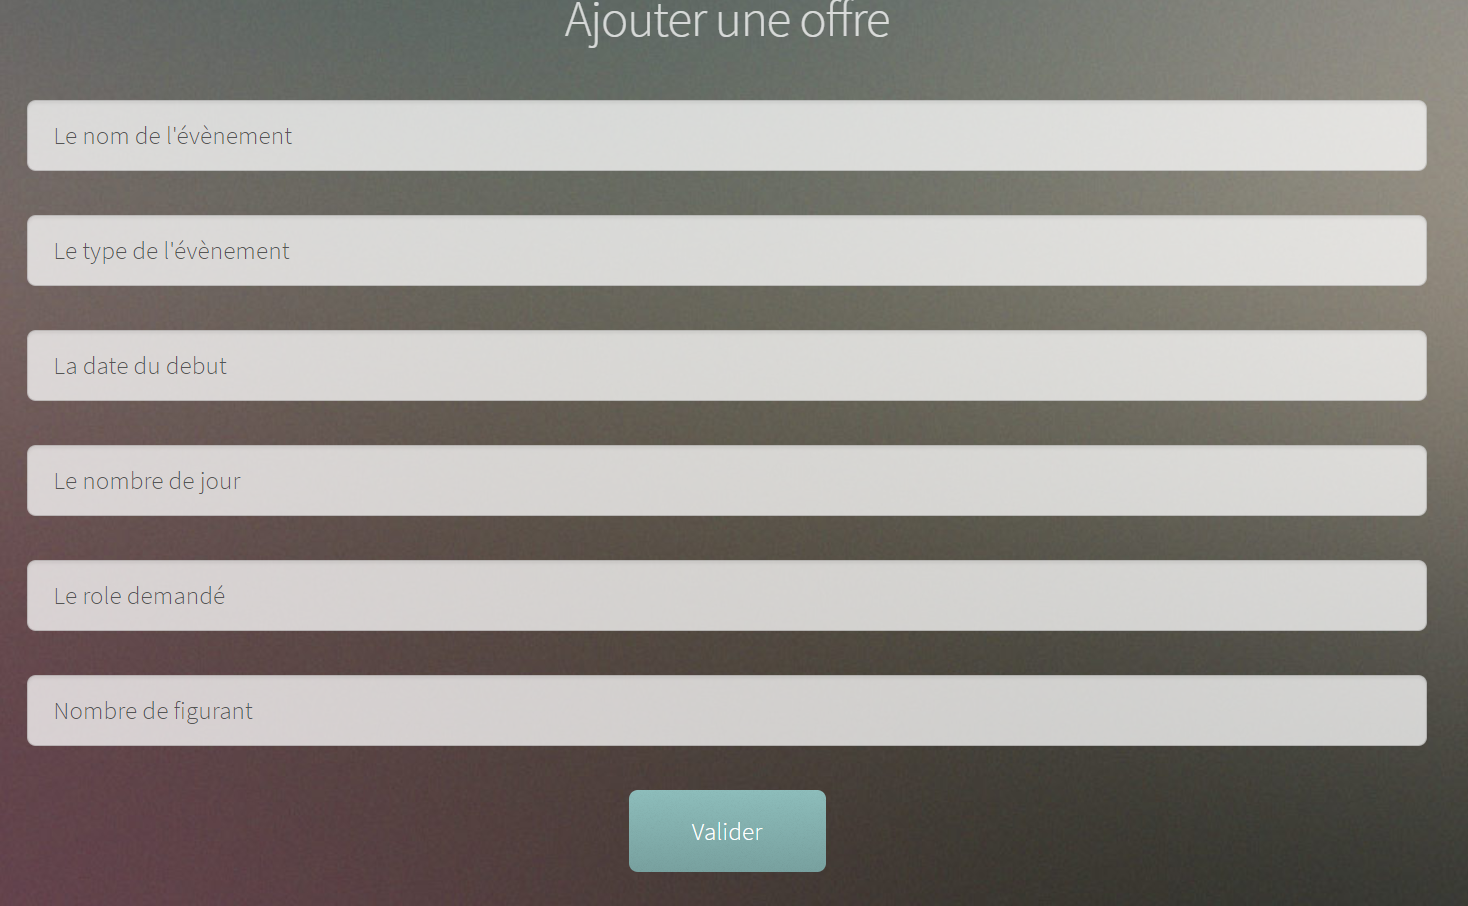 Ajouter une offre
Le nom de l'évènement
Le type de l'évènement
La date du debut
Le nombre de jour
Le role demandé
Nombre de figurant
Valider